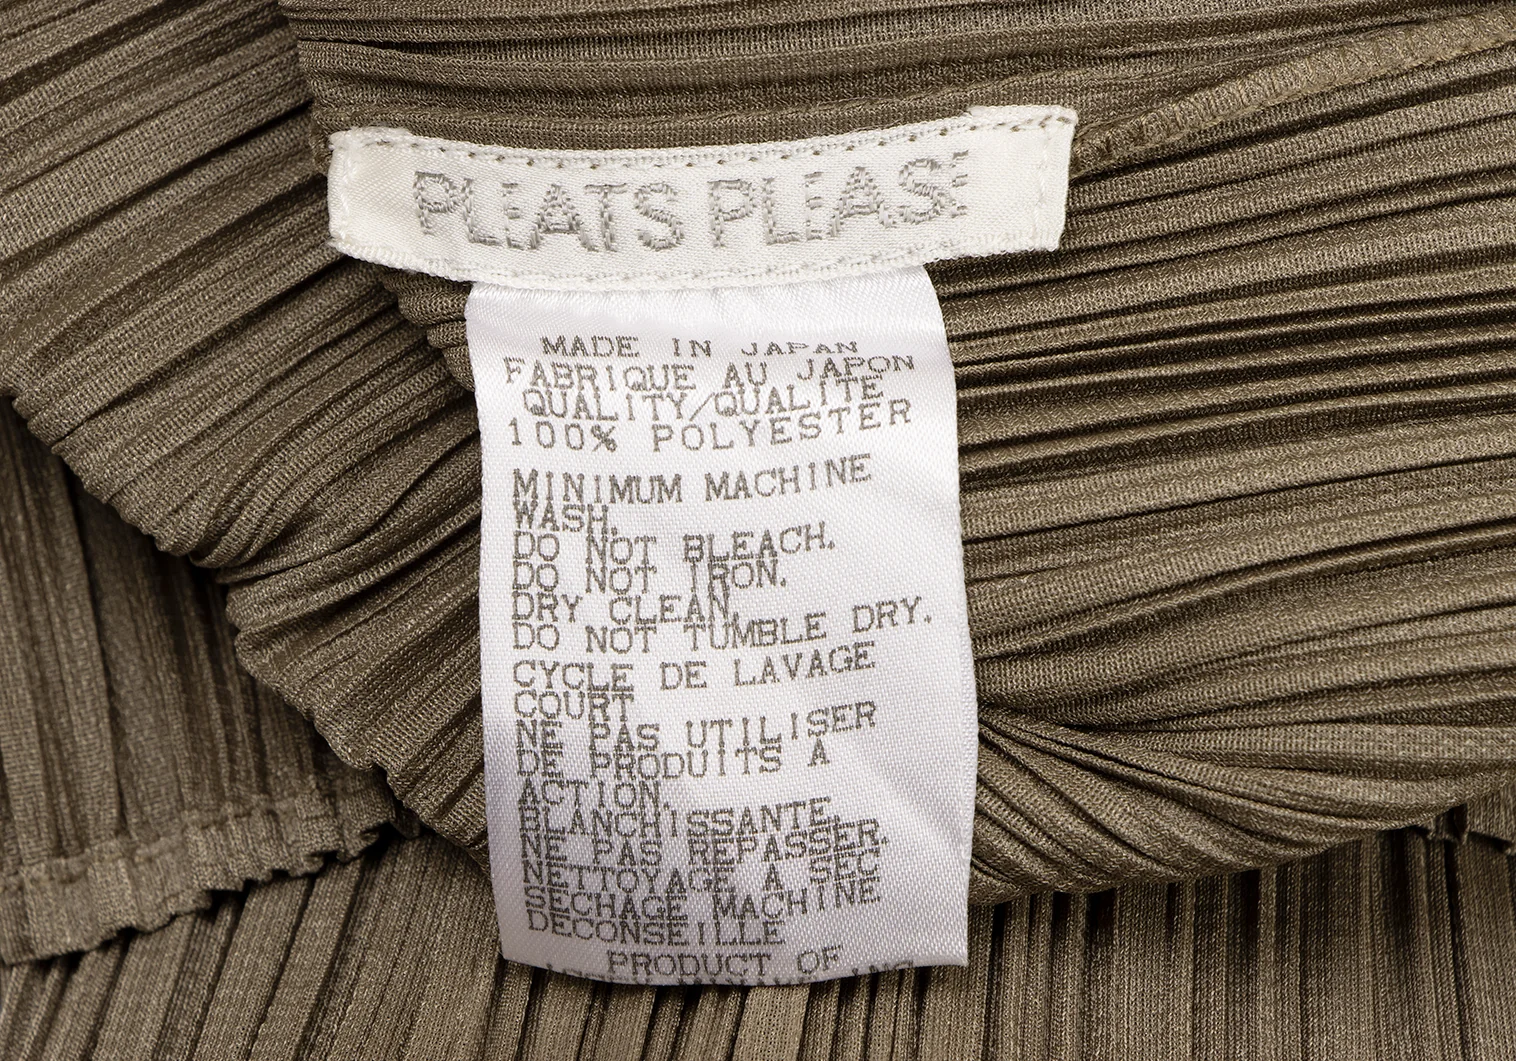 PLEATS PLEASE
MADE IN JAPAN
FABRIQUE AU JAPON
QUALITY/QUALITE
100% POLYESTER
MINIMUM MACHINE
WASH.
DO NOT BLEACH.
DO NOT IRON.
DRY CLEAN.
DO NOT TUMBLE DRY.
CYCLE DE LAVAGE
COURT
NE PAS UTILISER
DE PRODUITS A
ACTION.
BLANCHISSANTE.
NE PAS REPASSER.
NETTOYAGE A SEC
SECHAGE MACHINE
DECONSEILLE
PRODUCT OF